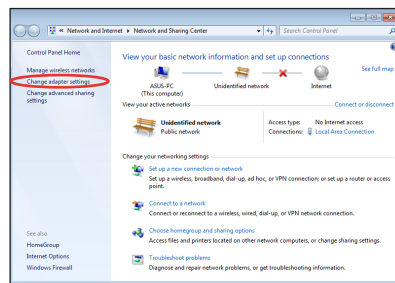 « Network and Internet ▸ Network and Sharing Center
Search Control Panel
Control Panel Home
Manage wireless networks
Change adapter settings
Change advanced sharing
settings
View your basic network information and set up connections
See full map
ASUS-PC
(This computer)
Unidentified network
Internet
View your active networks
Connect or disconnect
Unidentified network
Public network
Access type: No Internet access
Connections: Local Area Connection
Change your networking settings
Set up a new connection or network
Set up a wireless, broadband, dial-up, ad hoc, or VPN connection; or set up a router or access
point.
Connect to a network
Connect or reconnect to a wireless, wired, dial-up, or VPN network connection.
Choose homegroup and sharing options
Access files and printers located on other network computers, or change sharing settings.
Troubleshoot problems
Diagnose and repair network problems, or get troubleshooting information.
See also
HomeGroup
Internet Options
Windows Firewall